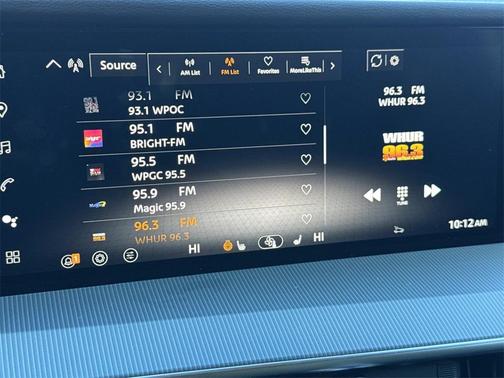 Source
AM List
FM List
Favorites
MoreLikeThis
93.1 FM
93.1 WPOC
95.1 FM
BRIGHT-FM
95.5 FM
WPGC 95.5
95.9 FM
Magic 95.9
96.3 FM
WHUR 96.3
96.3 FM
WHUR 96.3
WHUR
96.3
TUNE
10:12AM
1
HI
HI